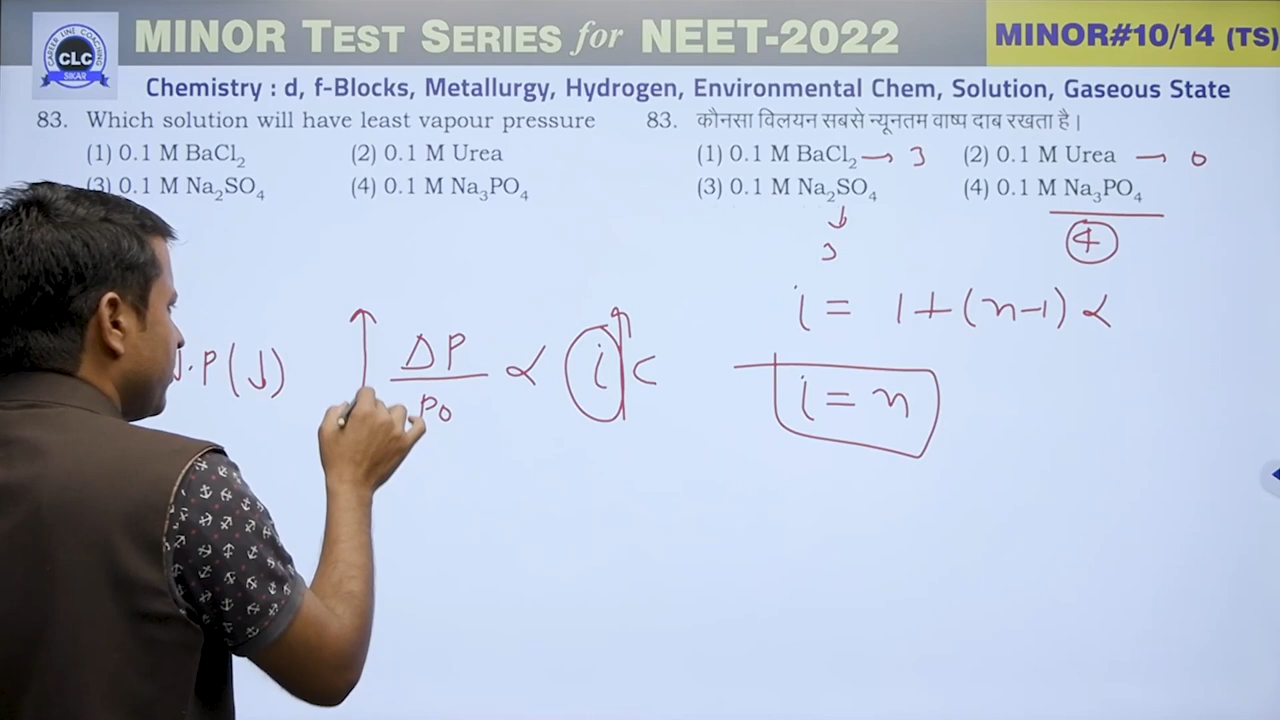 MINOR TEST SERIES for NEET-2022
MINOR#10/14 (TS)
CAREER LINE COACHING
CLC
SIKAR
Chemistry : d, f-Blocks, Metallurgy, Hydrogen, Environmental Chem, Solution, Gaseous State
83. Which solution will have least vapour pressure
(1) 0.1 M BaCl₂ (2) 0.1 M Urea
(3) 0.1 M Na₂SO₄ (4) 0.1 M Na₃PO₄
83. कौनसा विलयन सबसे न्यूनतम वाष्प दाब रखता है।
(1) 0.1 M BaCl₂ → 3 (2) 0.1 M Urea → 0
(3) 0.1 M Na₂SO₄ (4) 0.1 M Na₃PO₄
↓
3 4
i = 1+(n-1)α
.P(↓) ↑ ΔP/P0 α i↑ c
i = n